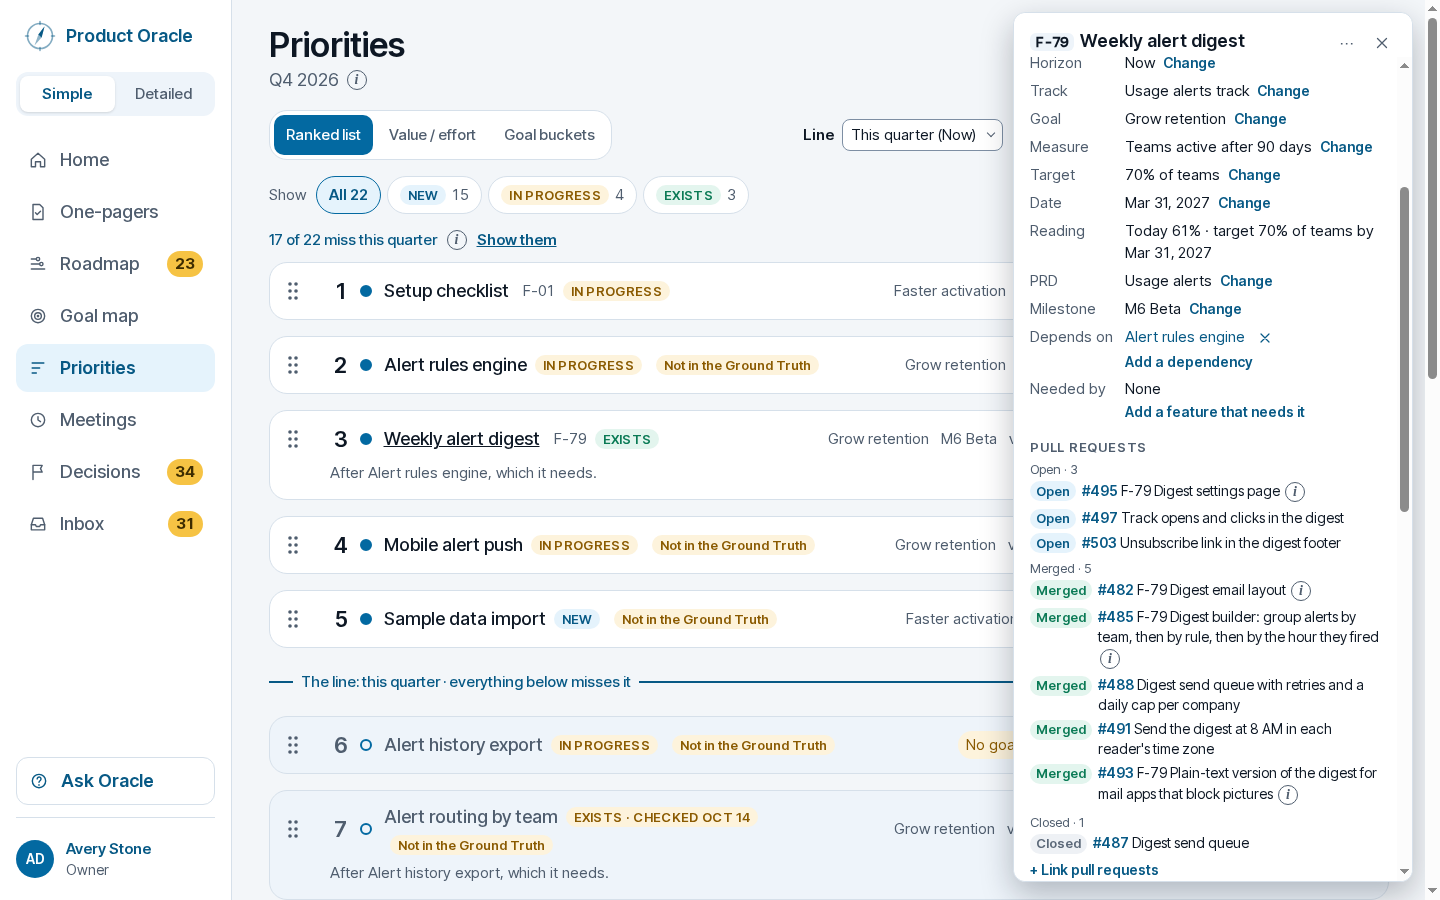 Product Oracle
Simple
Detailed
Home
One-pagers
Roadmap 23
Goal map
Priorities
Meetings
Decisions 34
Inbox 31
Ask Oracle
AD
Avery Stone
Owner
Priorities
Q4 2026 i
Ranked list
Value / effort
Goal buckets
Line
This quarter (Now)
Show All 22 NEW 15 IN PROGRESS 4 EXISTS 3
17 of 22 miss this quarter i Show them
1 Setup checklist F-01 IN PROGRESS Faster activation
2 Alert rules engine IN PROGRESS Not in the Ground Truth Grow retention
3 Weekly alert digest F-79 EXISTS Grow retention M6 Beta
After Alert rules engine, which it needs.
4 Mobile alert push IN PROGRESS Not in the Ground Truth Grow retention
5 Sample data import NEW Not in the Ground Truth Faster activation
The line: this quarter · everything below misses it
6 Alert history export IN PROGRESS Not in the Ground Truth No goa
7 Alert routing by team EXISTS · CHECKED OCT 14
Not in the Ground Truth
Grow retention
After Alert history export, which it needs.
F-79 Weekly alert digest
Horizon Now Change
Track Usage alerts track Change
Goal Grow retention Change
Measure Teams active after 90 days Change
Target 70% of teams Change
Date Mar 31, 2027 Change
Reading Today 61% · target 70% of teams by
Mar 31, 2027
PRD Usage alerts Change
Milestone M6 Beta Change
Depends on Alert rules engine
Add a dependency
Needed by None
Add a feature that needs it
PULL REQUESTS
Open · 3
Open #495 F-79 Digest settings page i
Open #497 Track opens and clicks in the digest
Open #503 Unsubscribe link in the digest footer
Merged · 5
Merged #482 F-79 Digest email layout i
Merged #485 F-79 Digest builder: group alerts by
team, then by rule, then by the hour they fired
i
Merged #488 Digest send queue with retries and a
daily cap per company
Merged #491 Send the digest at 8 AM in each
reader's time zone
Merged #493 F-79 Plain-text version of the digest for
mail apps that block pictures i
Closed · 1
Closed #487 Digest send queue
+ Link pull requests